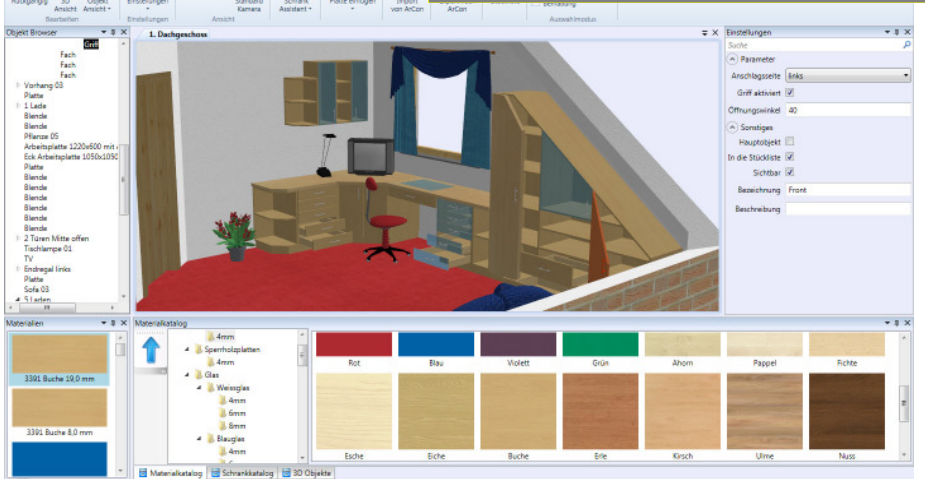 Rückgängig 3D Ansicht Objekt Ansicht
Einstellungen
Standard Kamera
Schrank Assistent
Platte einfügen
Import von ArCon
ArCon
Bemaßung
Bearbeiten Einstellungen Ansicht Auswahlmodus
Objekt Browser
Griff
Fach
Fach
Fach
Vorhang 03
Platte
1 Lade
Blende
Blende
Pflanze 05
Arbeitsplatte 1220x600 mit
Eck Arbeitsplatte 1050x1050
Platte
Blende
Blende
Blende
Blende
Blende
2 Türen Mitte offen
Tischlampe 01
TV
Endregal links
Platte
Sofa 03
5 Laden
1. Dachgeschoss
Einstellungen
Suche
Parameter
Anschlagsseite links
Griff aktiviert
Öffnungswinkel 40
Sonstiges
Hauptobjekt
In die Stückliste
Sichtbar
Bezeichnung Front
Beschreibung
Materialien
3391 Buche 19,0 mm
3391 Buche 8,0 mm
Materialkatalog
4mm
Sperrholzplatten
4mm
Glas
Weissglas
4mm
6mm
8mm
Blauglas
4mm
Rot Blau Violett Grün Ahorn Pappel Fichte
Esche Eiche Buche Erle Kirsch Ulme Nuss
Materialkatalog Schrankkatalog 3D Objekte